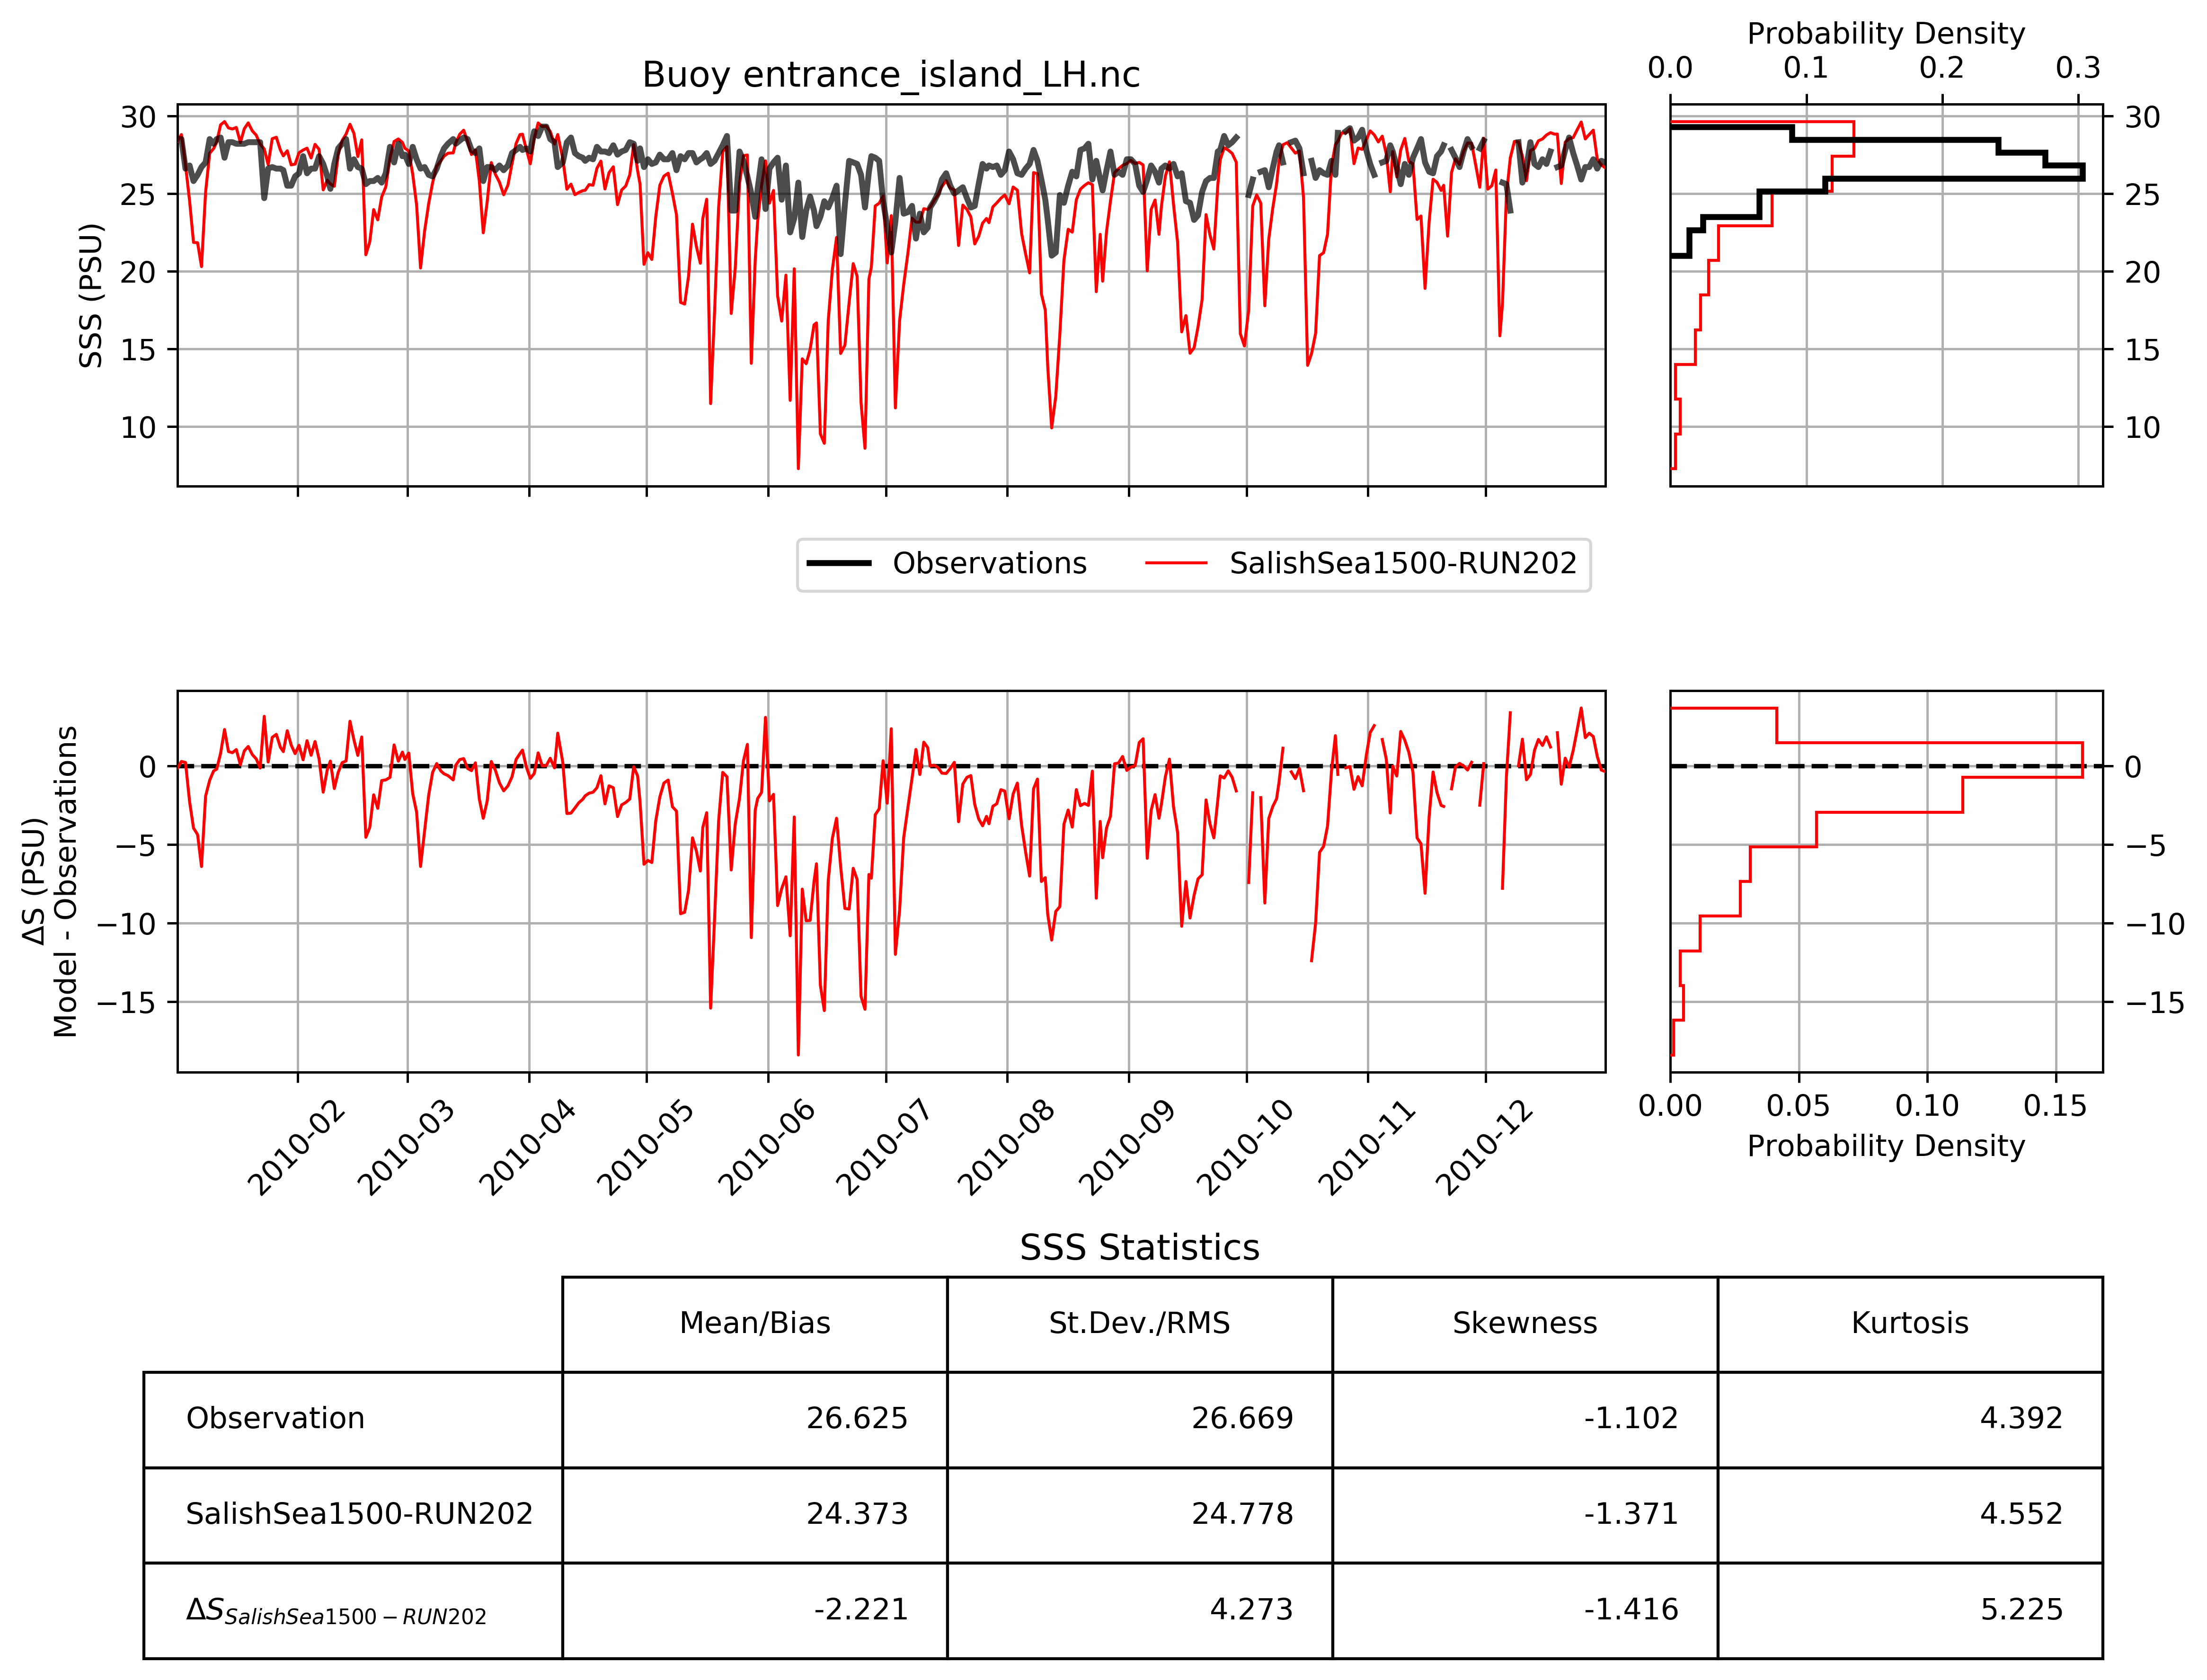 Probability Density
0.0 0.1 0.2 0.3
Buoy entrance_island_LH.nc
SSS (PSU)
30
25
20
15
10
30
25
20
15
10
Observations SalishSea1500-RUN202
ΔS (PSU)
Model - Observations
0
−5
−10
−15
0
−5
−10
−15
2010-02 2010-03 2010-04 2010-05 2010-06 2010-07 2010-08 2010-09 2010-10 2010-11 2010-12
0.00 0.05 0.10 0.15
Probability Density
SSS Statistics
Mean/Bias St.Dev./RMS Skewness Kurtosis
Observation 26.625 26.669 -1.102 4.392
SalishSea1500-RUN202 24.373 24.778 -1.371 4.552
ΔS SalishSea1500−RUN202 -2.221 4.273 -1.416 5.225